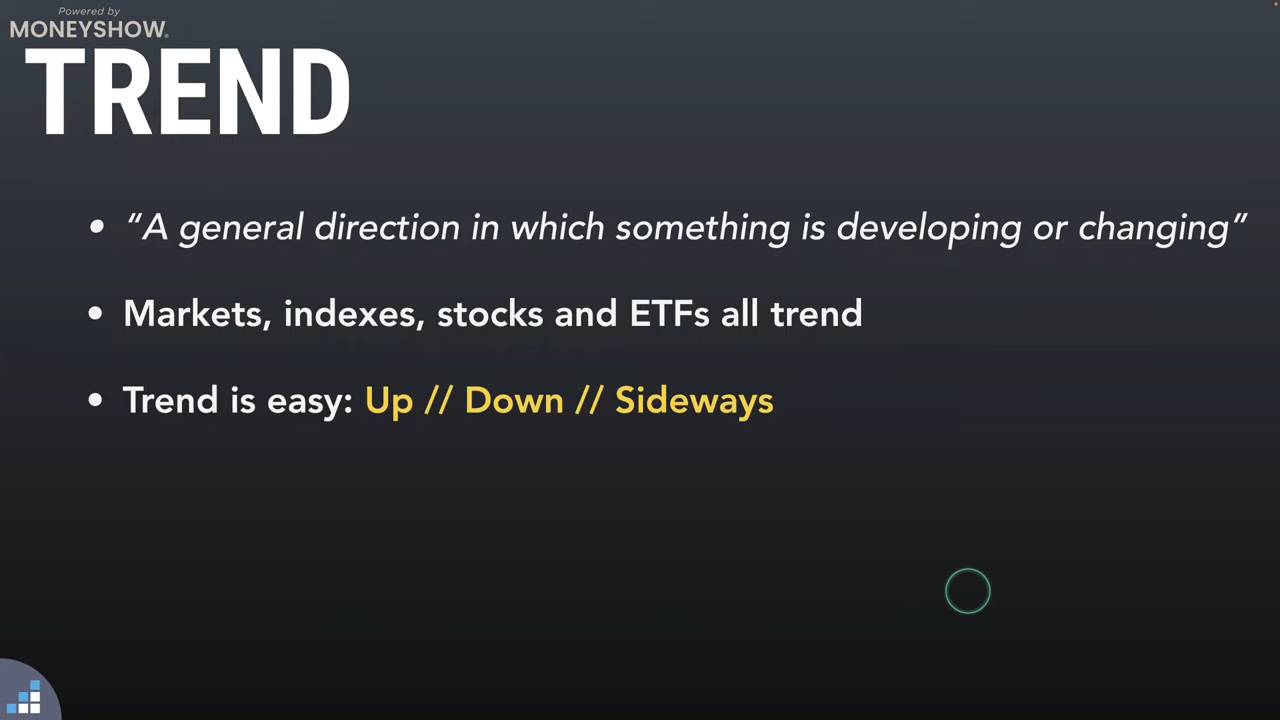 Powered by
MONEYSHOW.
TREND
• “A general direction in which something is developing or changing”
• Markets, indexes, stocks and ETFs all trend
• Trend is easy: Up // Down // Sideways